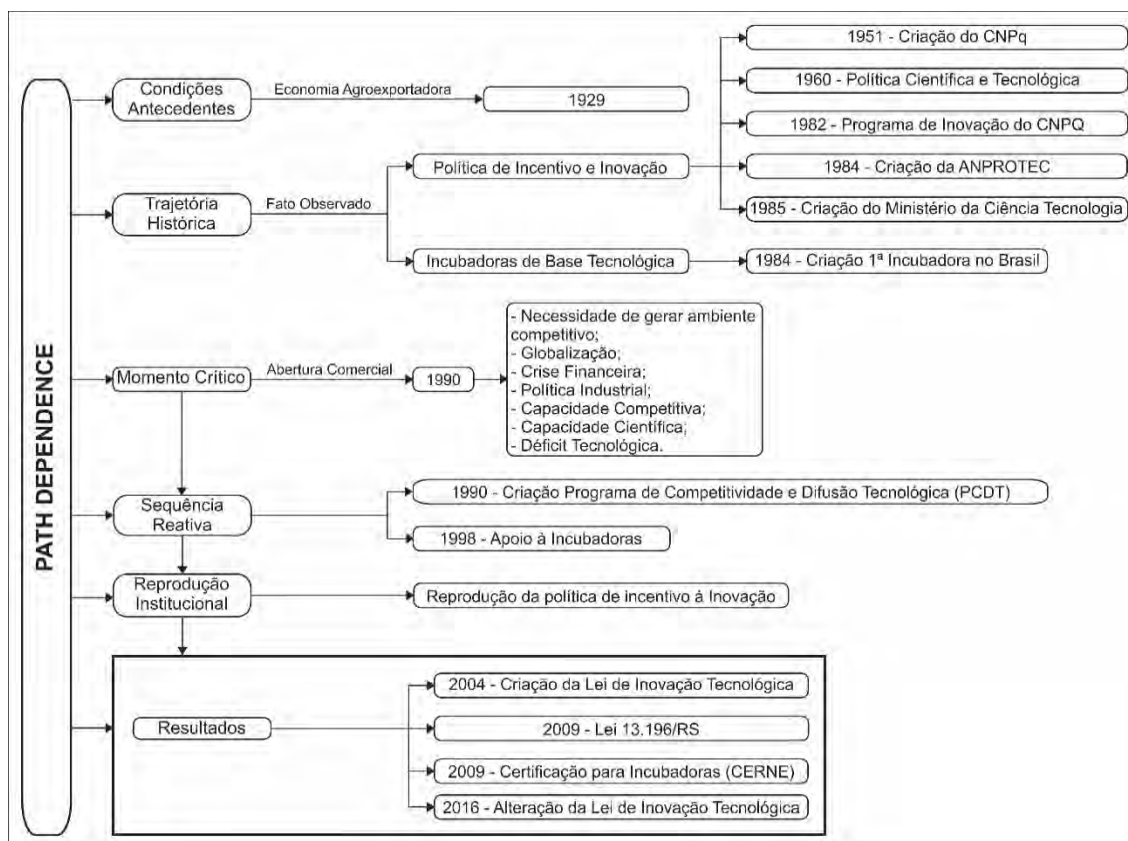 PATH DEPENDENCE
Condições
Antecedentes
Economia Agroexportadora
1929
Trajetória
Histórica
Fato Observado
Política de Incentivo e Inovação
1951 - Criação do CNPq
1960 - Política Científica e Tecnológica
1982 - Programa de Inovação do CNPQ
1984 - Criação da ANPROTEC
1985 - Criação do Ministério da Ciência Tecnologia
Incubadoras de Base Tecnológica
1984 - Criação 1ª Incubadora no Brasil
Momento Crítico
Abertura Comercial
1990
- Necessidade de gerar ambiente
competitivo;
- Globalização;
- Crise Financeira;
- Política Industrial;
- Capacidade Competitiva;
- Capacidade Científica;
- Déficit Tecnológica.
Sequência
Reativa
1990 - Criação Programa de Competitividade e Difusão Tecnológica (PCDT)
1998 - Apoio à Incubadoras
Reprodução
Institucional
Reprodução da política de incentivo á Inovação
Resultados
2004 - Criação da Lei de Inovação Tecnológica
2009 - Lei 13.196/RS
2009 - Certificação para Incubadoras (CERNE)
2016 - Alteração da Lei de Inovação Tecnológica